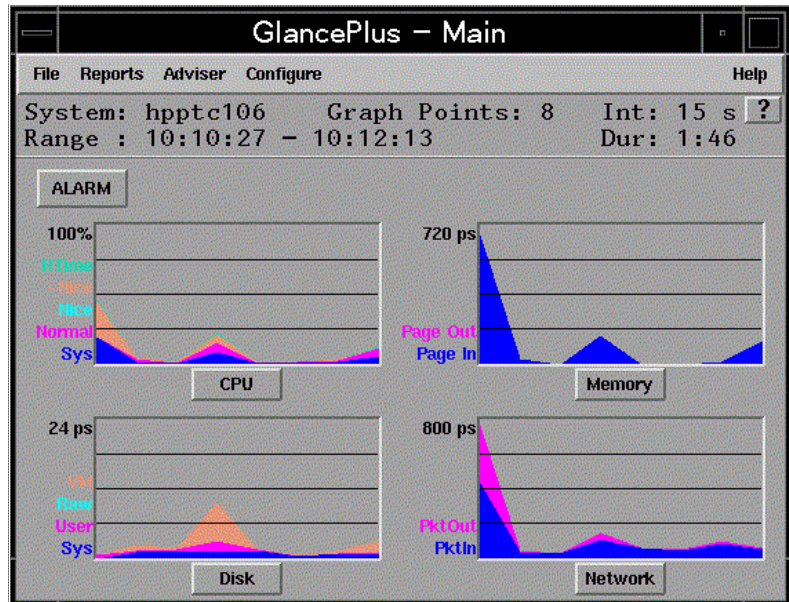 GlancePlus - Main
File Reports Adviser Configure Help
System: hpptc106 Graph Points: 8 Int: 15 s ?
Range : 10:10:27 - 10:12:13 Dur: 1:46
ALARM
100%
RTime
-Nice
Nice
Normal
Sys
CPU
720 ps
Page Out
Page In
Memory
24 ps
VM
Raw
User
Sys
Disk
800 ps
PktOut
PktIn
Network